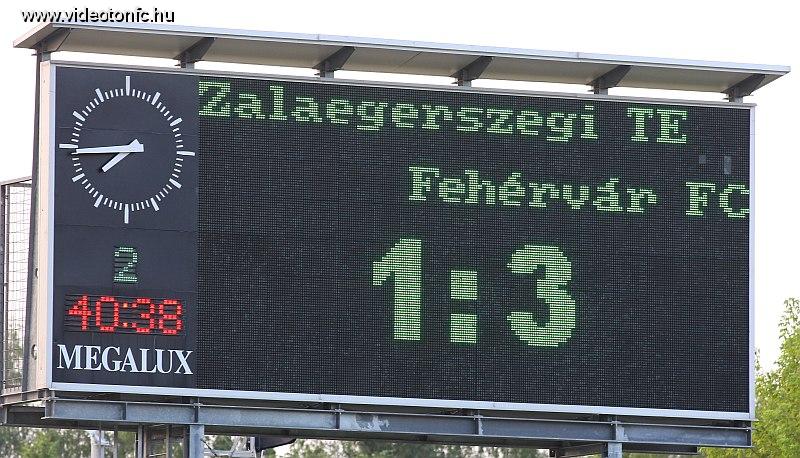 www.videotonfc.hu
Zalaegerszegi TE
Fehérvár FC
1:3
2
40:38
MEGALUX